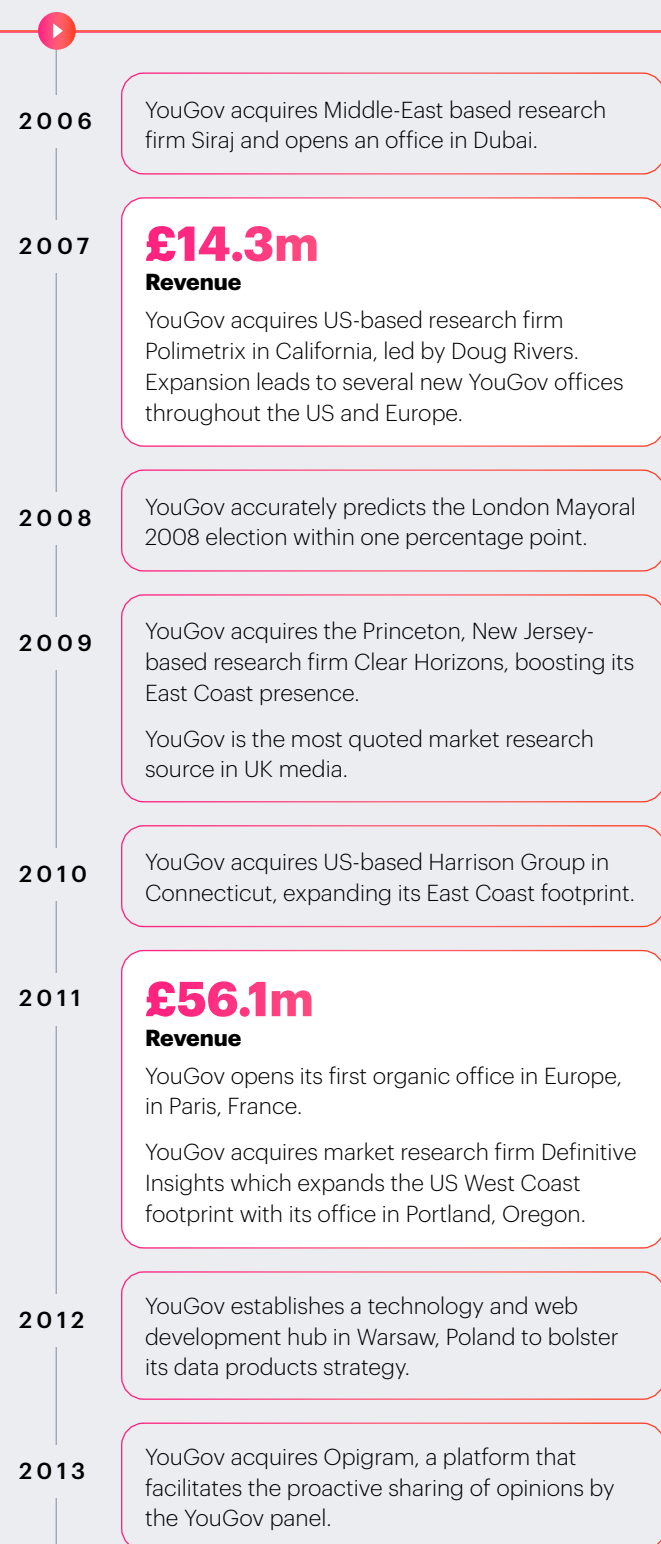 2006
YouGov acquires Middle-East based research
firm Siraj and opens an office in Dubai.
2007
£14.3m
Revenue
YouGov acquires US-based research firm
Polimetrix in California, led by Doug Rivers.
Expansion leads to several new YouGov offices
throughout the US and Europe.
2008
YouGov accurately predicts the London Mayoral
2008 election within one percentage point.
2009
YouGov acquires the Princeton, New Jersey-
based research firm Clear Horizons, boosting its
East Coast presence.
YouGov is the most quoted market research
source in UK media.
2010
YouGov acquires US-based Harrison Group in
Connecticut, expanding its East Coast footprint.
2011
£56.1m
Revenue
YouGov opens its first organic office in Europe,
in Paris, France.
YouGov acquires market research firm Definitive
Insights which expands the US West Coast
footprint with its office in Portland, Oregon.
2012
YouGov establishes a technology and web
development hub in Warsaw, Poland to bolster
its data products strategy.
2013
YouGov acquires Opigram, a platform that
facilitates the proactive sharing of opinions by
the YouGov panel.